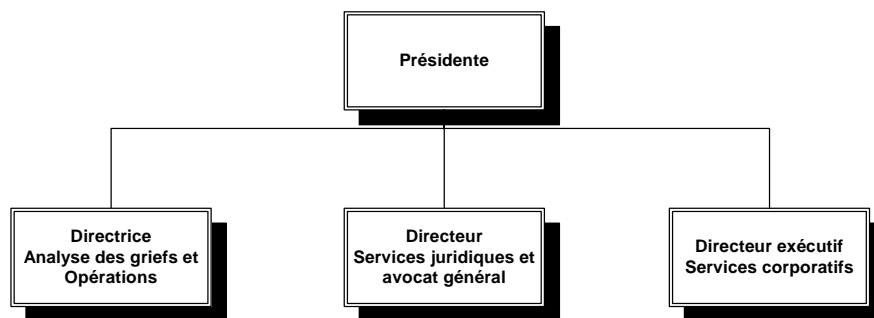 Présidente
Directrice
Analyse des griefs et
Opérations
Directeur
Services juridiques et
avocat général
Directeur exécutif
Services corporatifs